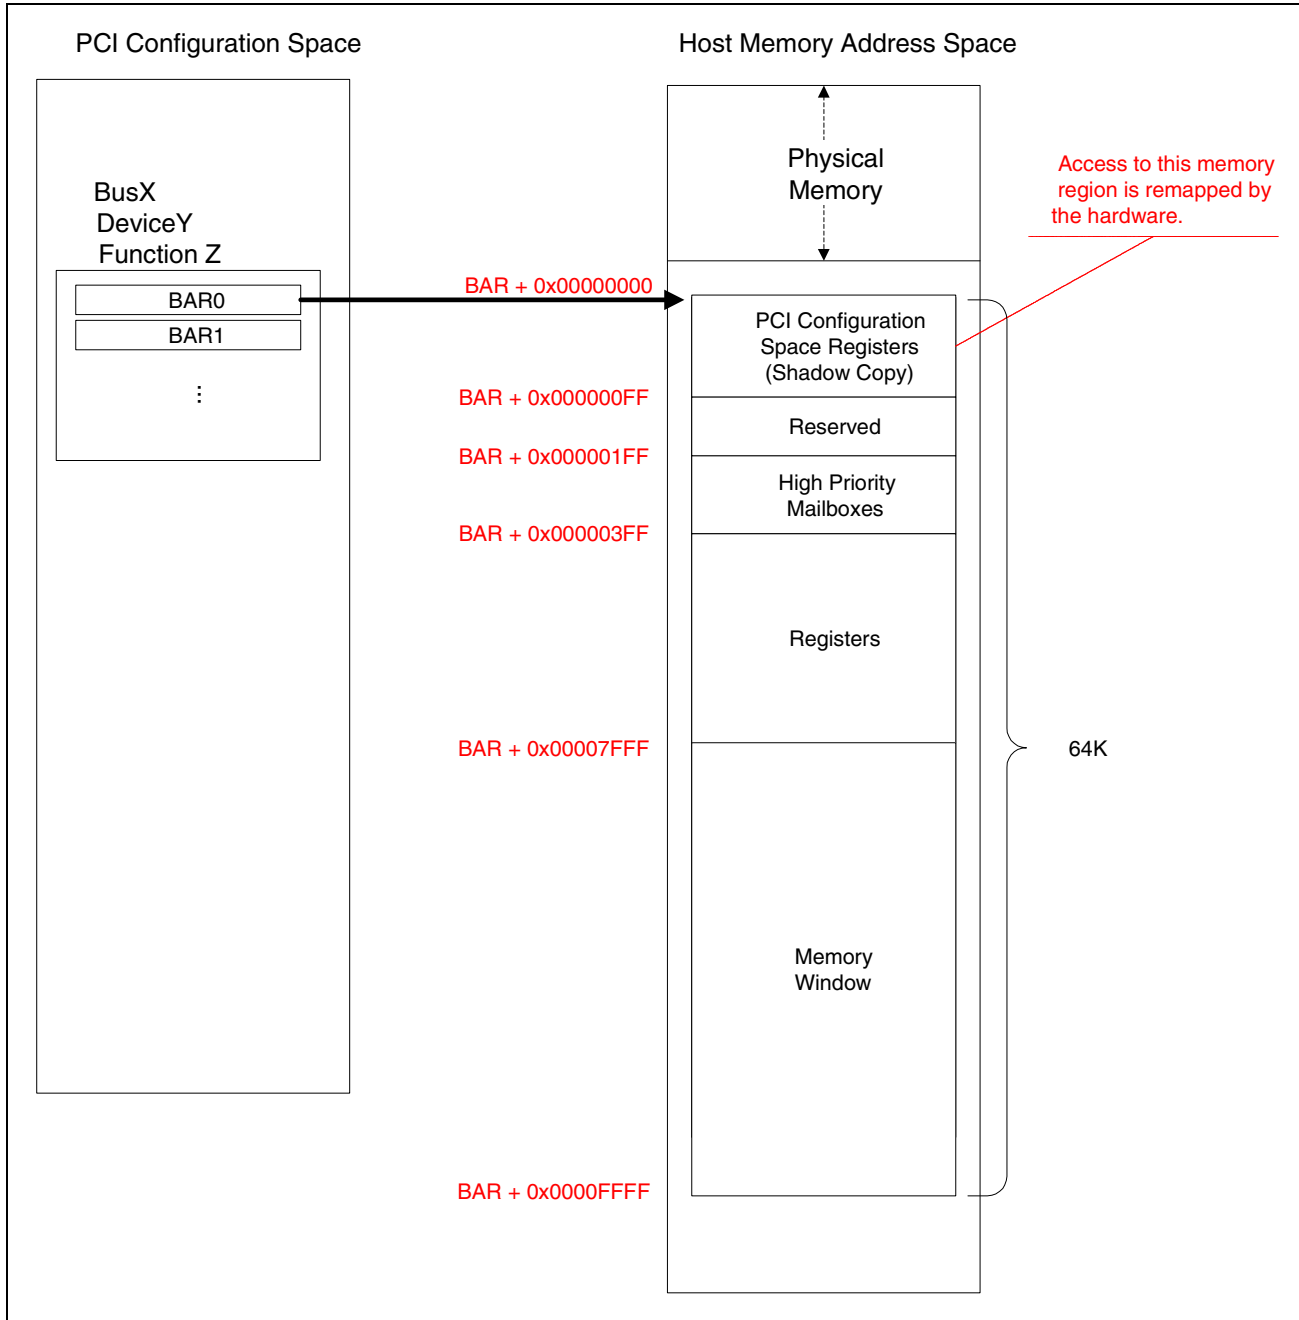 PCI Configuration Space
Host Memory Address Space
BusX
DeviceY
Function Z
BAR0
BAR1
⋮
Physical
Memory
Access to this memory
region is remapped by
the hardware.
BAR + 0x00000000
PCI Configuration
Space Registers
(Shadow Copy)
BAR + 0x000000FF
Reserved
BAR + 0x000001FF
High Priority
Mailboxes
BAR + 0x000003FF
Registers
BAR + 0x00007FFF
64K
Memory
Window
BAR + 0x0000FFFF